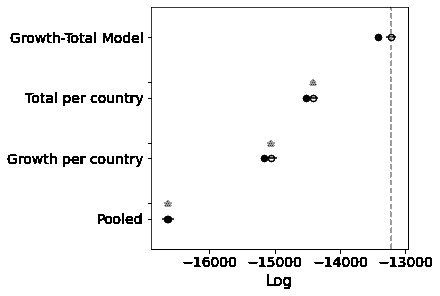 Growth-Total Model
Total per country
Growth per country
Pooled
−16000 −15000 −14000 −13000
Log